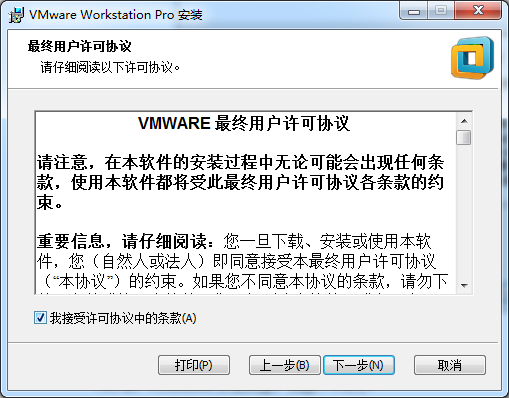 VMware Workstation Pro 安装
最终用户许可协议
请仔细阅读以下许可协议。
VMWARE 最终用户许可协议
请注意，在本软件的安装过程中无论可能会出现任何条
款，使用本软件都将受此最终用户许可协议各条款的约
束。
重要信息，请仔细阅读：您一旦下载、安装或使用本软
件，您（自然人或法人）即同意接受本最终用户许可协议
（“本协议”）的约束。如果您不同意本协议的条款，请勿下
我接受许可协议中的条款(A)
打印(P)
上一步(B)
下一步(N)
取消